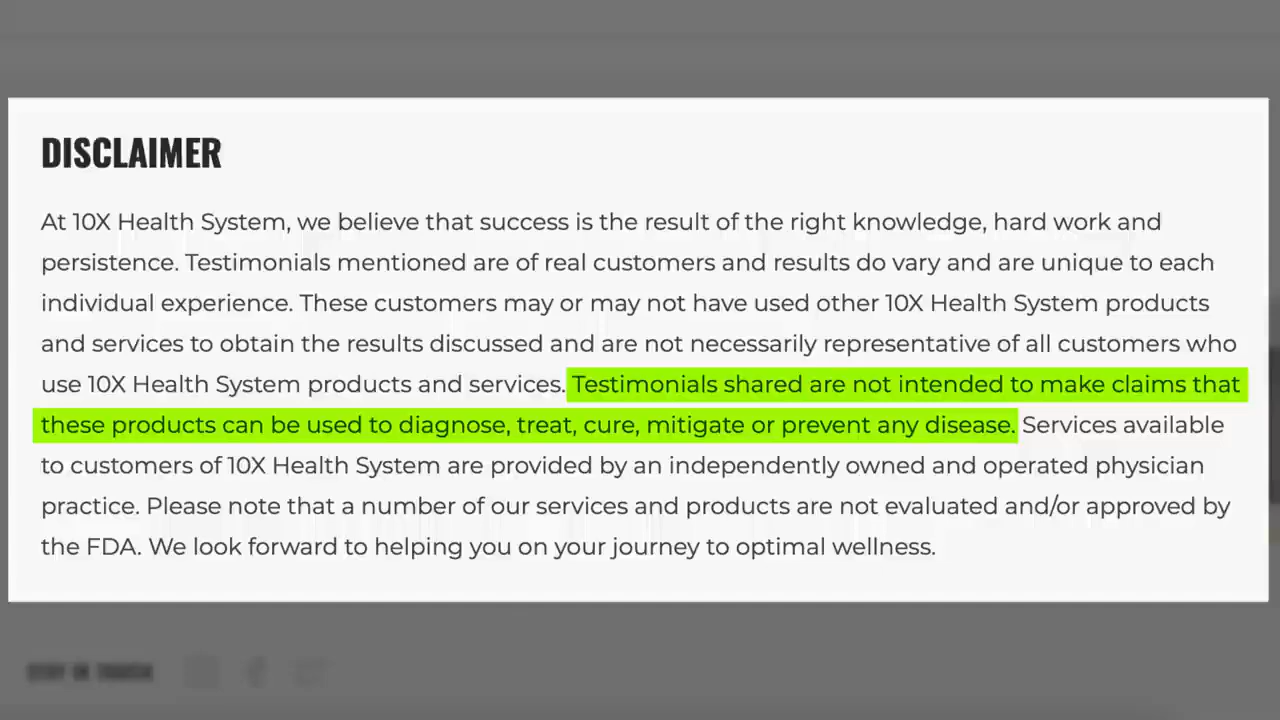 DISCLAIMER
At 10X Health System, we believe that success is the result of the right knowledge, hard work and
persistence. Testimonials mentioned are of real customers and results do vary and are unique to each
individual experience. These customers may or may not have used other 10X Health System products
and services to obtain the results discussed and are not necessarily representative of all customers who
use 10X Health System products and services. Testimonials shared are not intended to make claims that
these products can be used to diagnose, treat, cure, mitigate or prevent any disease. Services available
to customers of 10X Health System are provided by an independently owned and operated physician
practice. Please note that a number of our services and products are not evaluated and/or approved by
the FDA. We look forward to helping you on your journey to optimal wellness.
STAY IN TOUCH